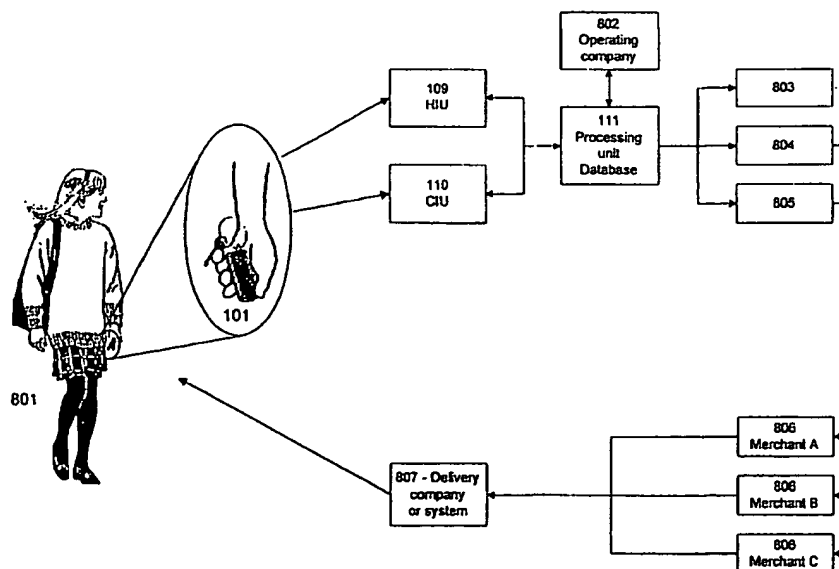 802
Operating
company
109
HIU
803
111
Processing
unit
Database
804
110
CIU
805
101
801
806
Merchant A
807 - Delivery
company
or system
806
Merchant B
806
Merchant C